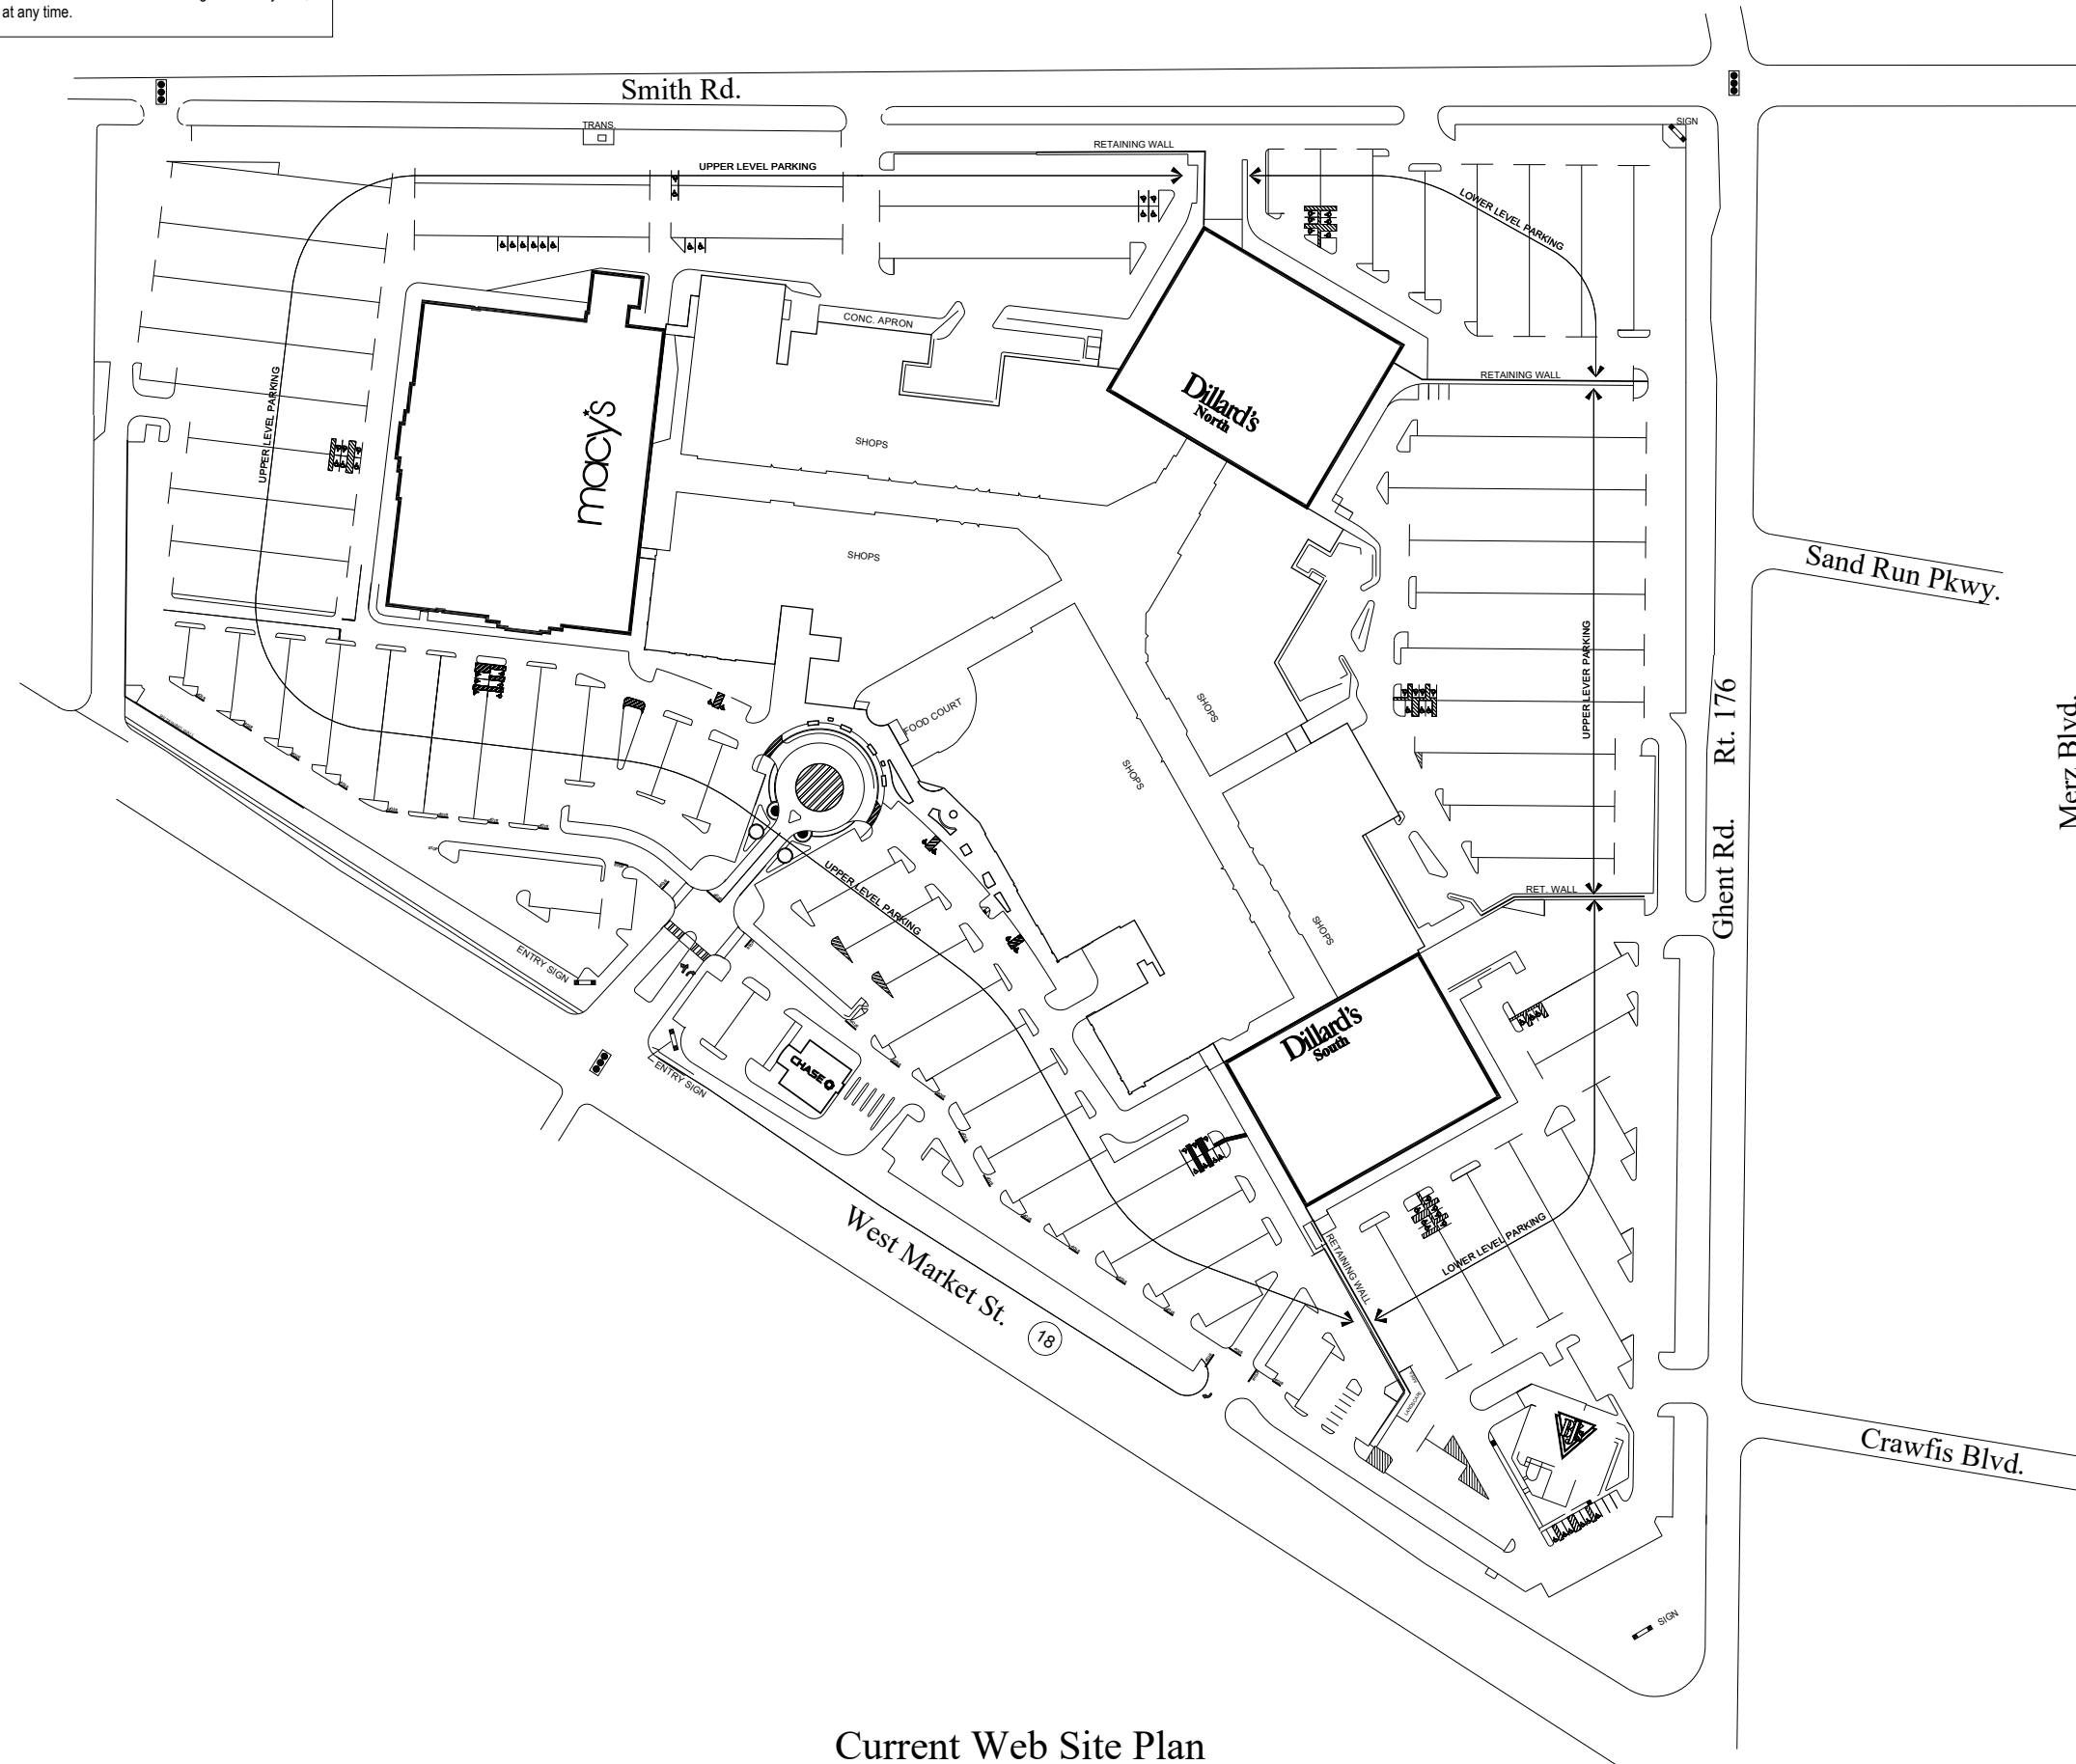 at any time.
Smith Rd.
TRANS.
SIGN
RETAINING WALL
UPPER LEVEL PARKING
LOWER LEVEL PARKING
CONC. APRON
RETAINING WALL
UPPER LEVEL PARKING
macy's
Dillard's
North
SHOPS
SHOPS
Sand Run Pkwy.
UPPER LEVER PARKING
SHOPS
FOOD COURT
SHOPS
Rt. 176
Ghent Rd.
Merz Blvd.
UPPER LEVEL PARKING
RET. WALL
SHOPS
ENTRY SIGN
Dillard's
South
CHASE
ENTRY SIGN
West Market St.
18
RETAINING WALL
LOWER LEVEL PARKING
LANDSCAPE
Crawfis Blvd.
SIGN
Current Web Site Plan